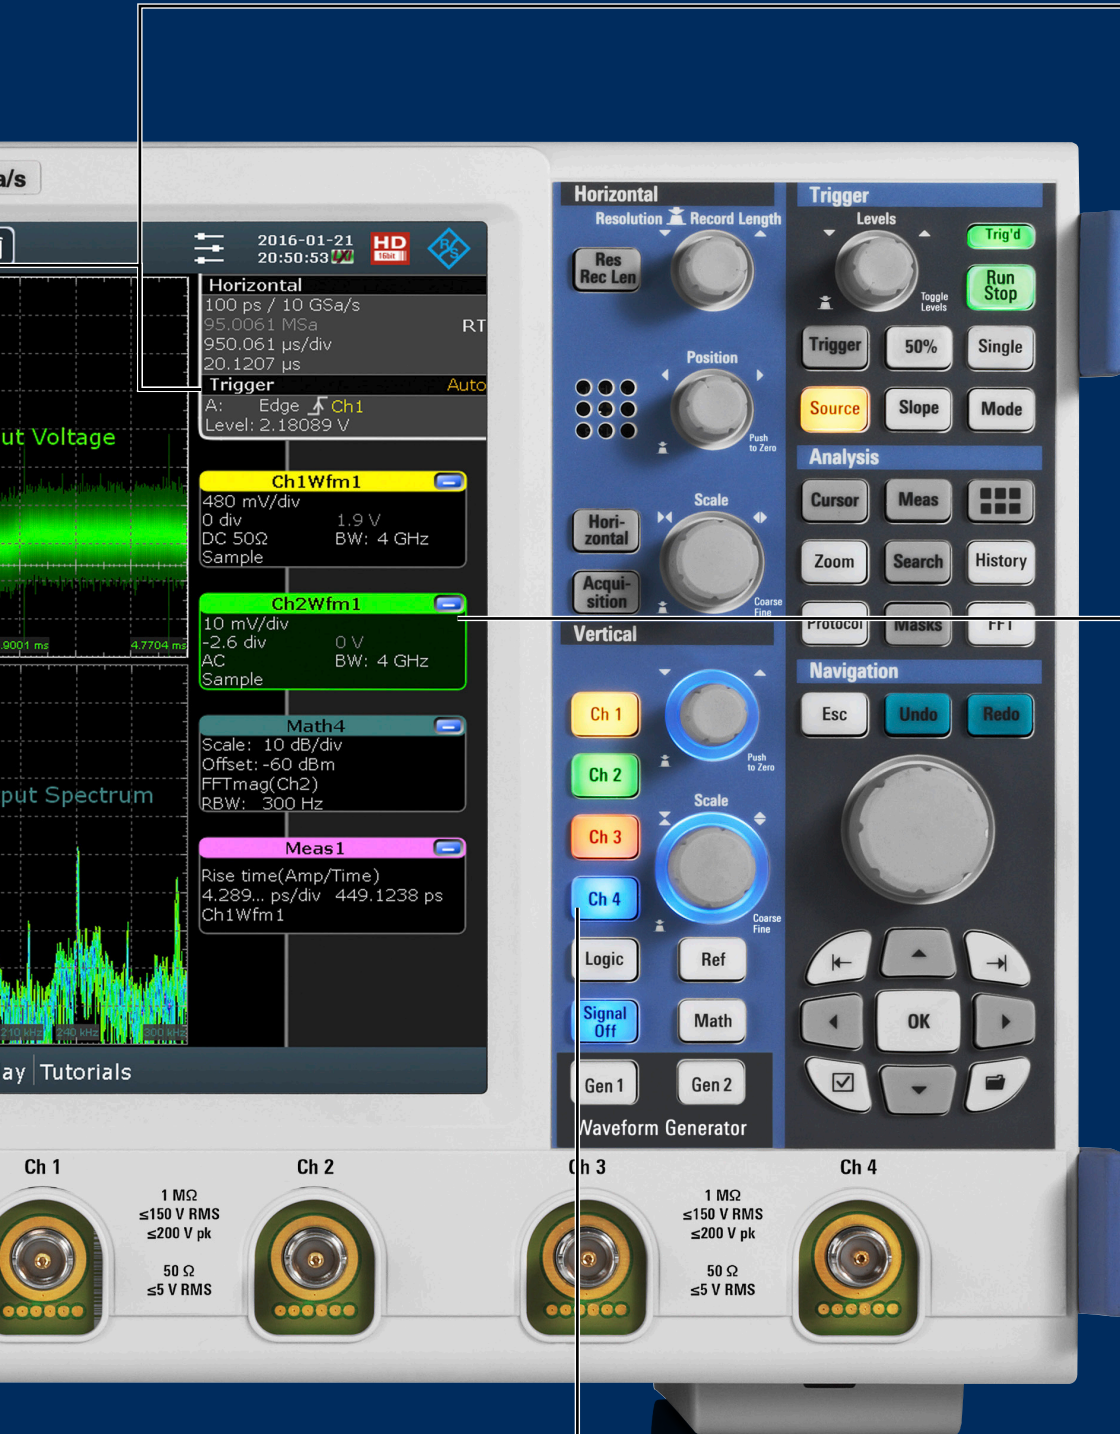 a/s
2016-01-21
20:50:53
HD
16bit
R/S
Horizontal
100 ps / 10 GSa/s
95.0061 MSa
RT
950.061 µs/div
20.1207 µs
Trigger
Auto
A: Edge Ch1
Level: 2.18089 V
ut Voltage
.9001 ms
4.7704 ms
Ch1Wfm1
480 mV/div
0 div 1.9 V
DC 50Ω BW: 4 GHz
Sample
Ch2Wfm1
10 mV/div
-2.6 div 0 V
AC BW: 4 GHz
Sample
Math4
Scale: 10 dB/div
Offset: -60 dBm
FFTmag(Ch2)
RBW: 300 Hz
put Spectrum
210 kHz
240 kHz
300 kHz
Meas1
Rise time(Amp/Time)
4.289... ps/div 449.1238 ps
Ch1Wfm1
ay
Tutorials
Horizontal
Resolution Record Length
Res
Rec Len
Position
Push
to Zero
Scale
Hori-
zontal
Acqui-
sition
Coarse
Fine
Vertical
Ch 1
Push
to Zero
Ch 2
Scale
Ch 3
Ch 4
Coarse
Fine
Logic
Ref
Signal
Off
Math
Gen 1
Gen 2
Waveform Generator
Trigger
Levels
Trig'd
Run
Stop
Toggle
Levels
Trigger
50%
Single
Source
Slope
Mode
Analysis
Cursor
Meas
Zoom
Search
History
Protocol
Masks
FFT
Navigation
Esc
Undo
Redo
OK
Ch 1
1 MΩ
≤150 V RMS
≤200 V pk
50 Ω
≤5 V RMS
Ch 2
Ch 3
1 MΩ
≤150 V RMS
≤200 V pk
50 Ω
≤5 V RMS
Ch 4